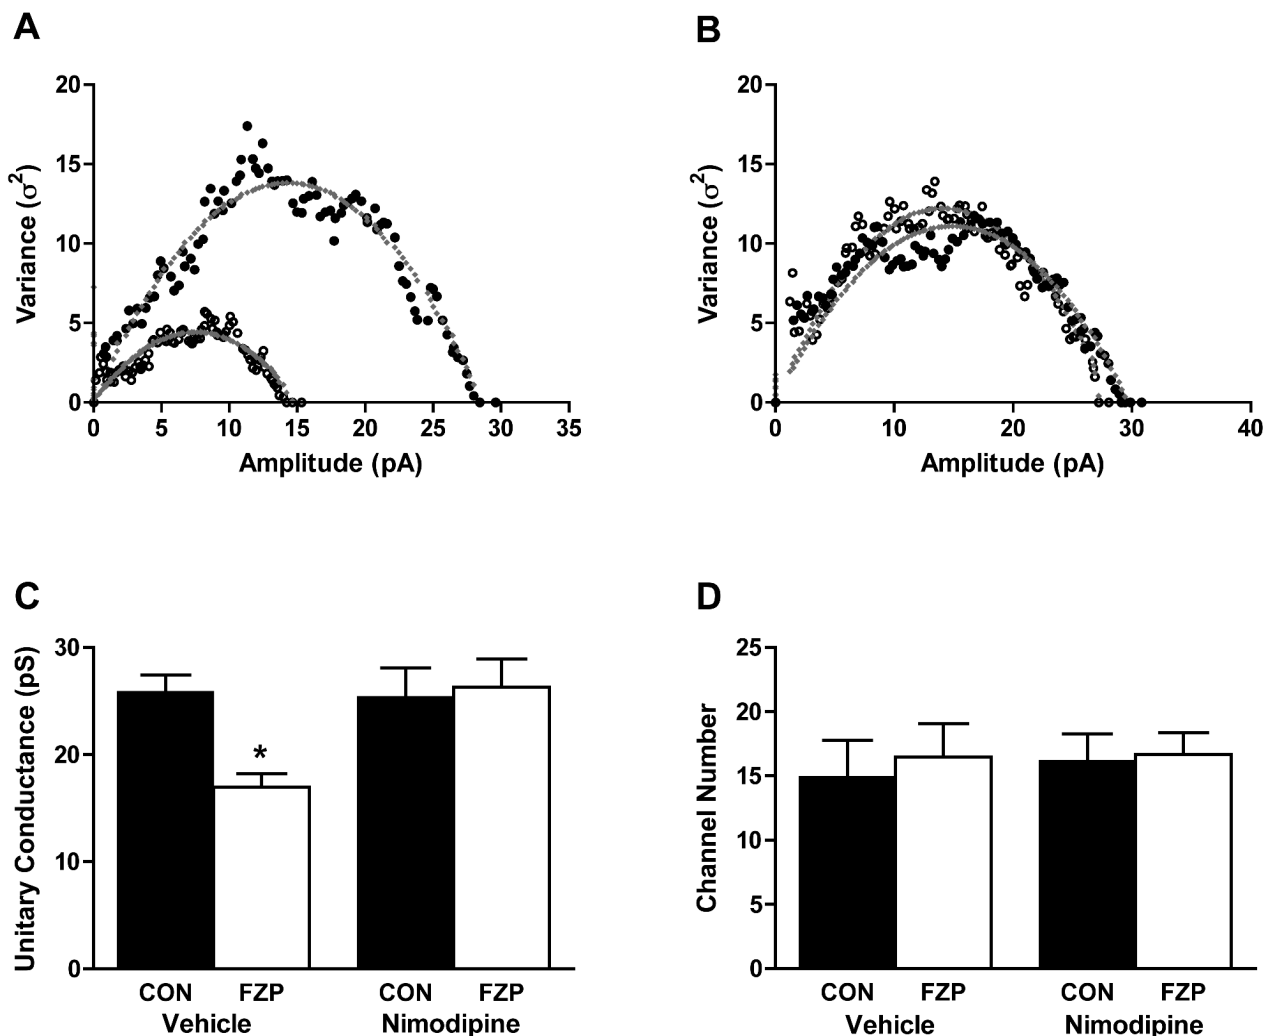 A
B
20
15
10
5
0
Variance (σ²)
0 5 10 15 20 25 30 35
Amplitude (pA)
20
15
10
5
0
Variance (σ²)
0 10 20 30 40
Amplitude (pA)
C
D
30
20
10
0
Unitary Conductance (pS)
*
CON FZP CON FZP
Vehicle Nimodipine
25
20
15
10
5
0
Channel Number
CON FZP CON FZP
Vehicle Nimodipine